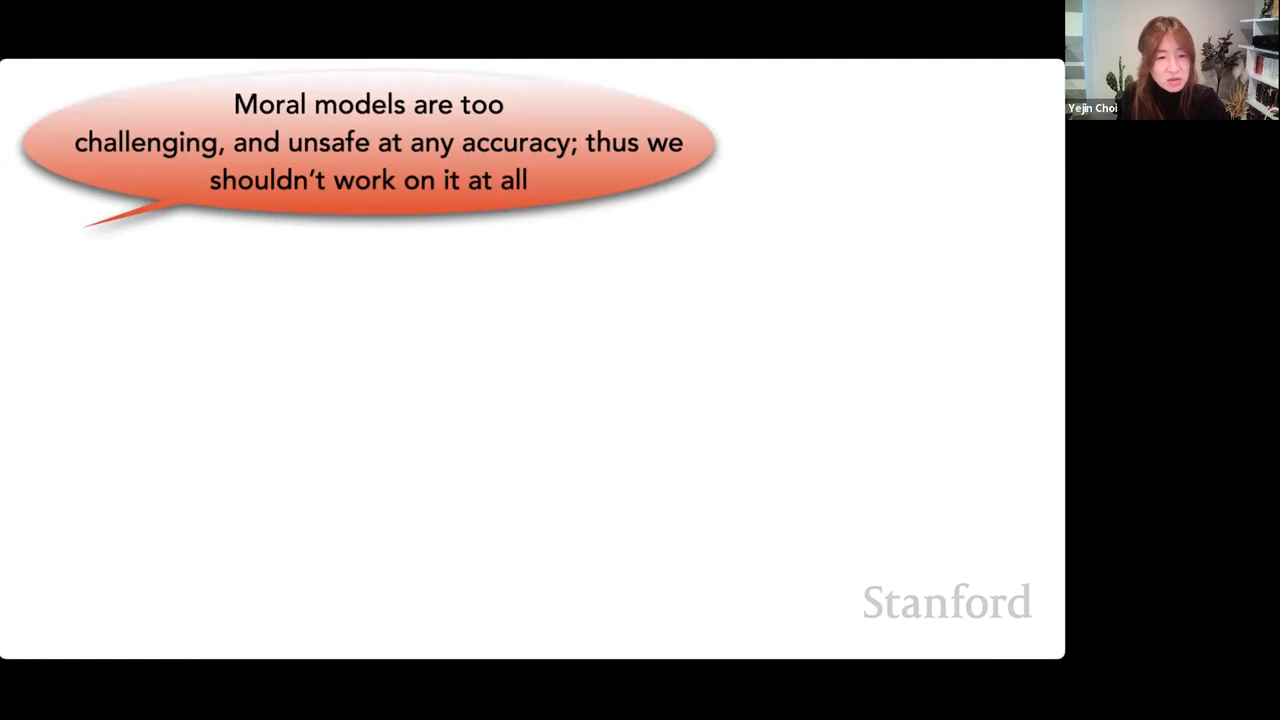 Moral models are too
challenging, and unsafe at any accuracy; thus we
shouldn't work on it at all
Yejin Choi
Stanford